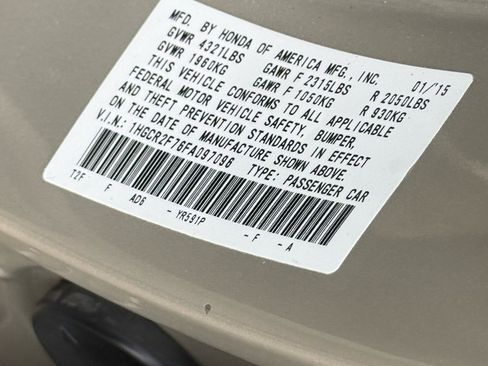 MFD. BY HONDA OF AMERICA MFG., INC. 01/15
GVWR 4321LBS GAWR F 2315LBS R 2050LBS
GVWR 1960KG GAWR F 1050KG R 930KG
THIS VEHICLE CONFORMS TO ALL APPLICABLE
FEDERAL MOTOR VEHICLE SAFETY, BUMPER,
AND THEFT PREVENTION STANDARDS IN EFFECT
ON THE DATE OF MANUFACTURE SHOWN ABOVE.
V.I.N.: 1HGCR2F76FA097096 TYPE: PASSENGER CAR
T2F F AD6 - YR591P - F - A